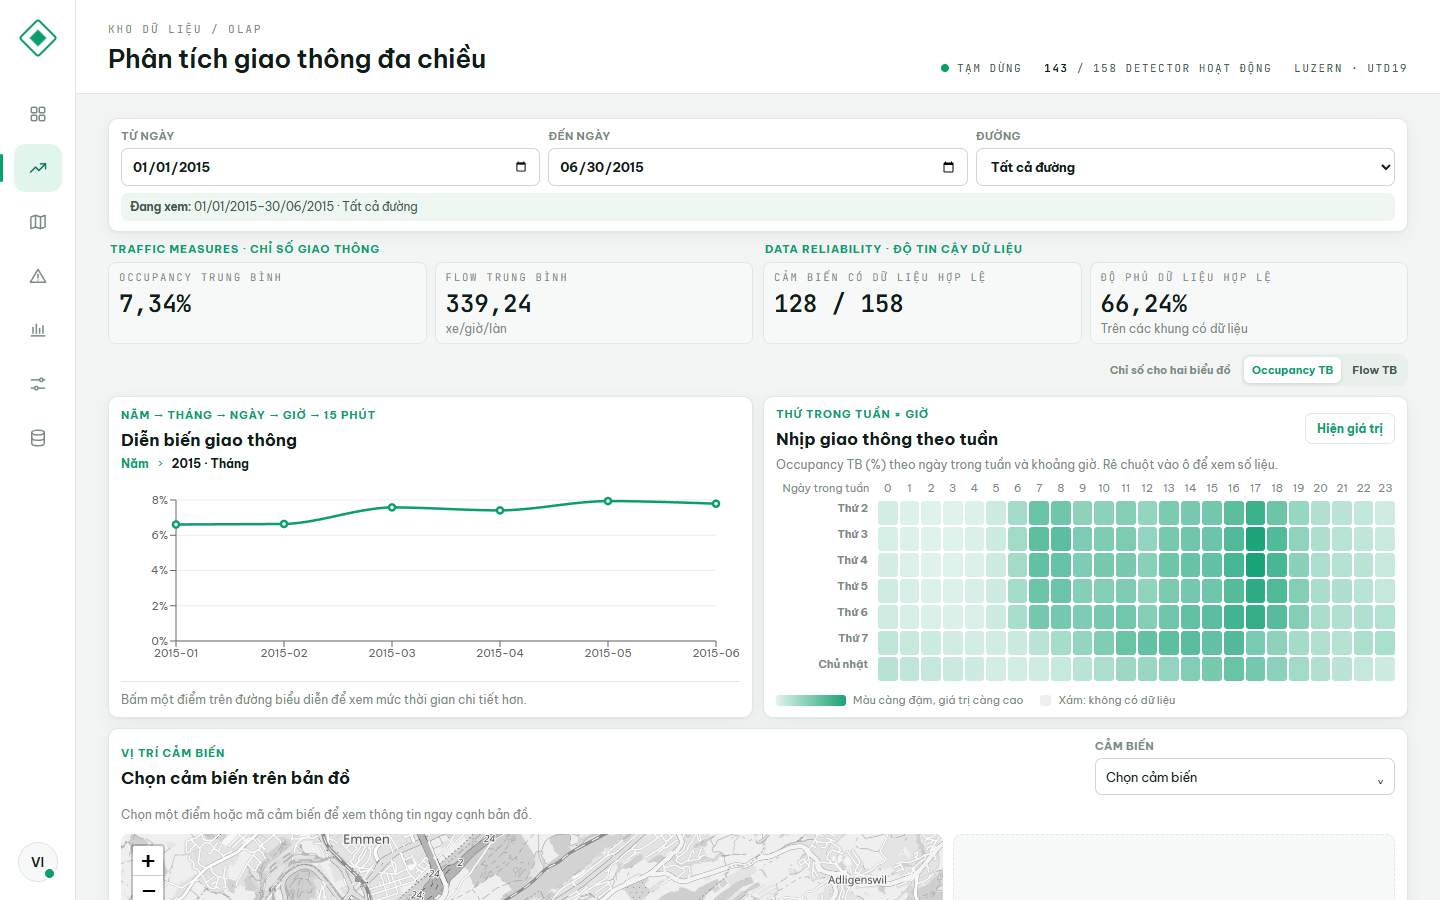 KHO DỮ LIỆU / OLAP
Phân tích giao thông đa chiều
TẠM DỪNG 143 / 158 DETECTOR HOẠT ĐỘNG LUZERN · UTD19
TỪ NGÀY ĐẾN NGÀY ĐƯỜNG
01/01/2015 06/30/2015 Tất cả đường
Đang xem: 01/01/2015–30/06/2015 · Tất cả đường
TRAFFIC MEASURES · CHỈ SỐ GIAO THÔNG DATA RELIABILITY · ĐỘ TIN CẬY DỮ LIỆU
OCCUPANCY TRUNG BÌNH FLOW TRUNG BÌNH CẢM BIẾN CÓ DỮ LIỆU HỢP LỆ ĐỘ PHỦ DỮ LIỆU HỢP LỆ
7,34% 339,24 128 / 158 66,24%
xe/giờ/làn Trên các khung có dữ liệu
Chỉ số cho hai biểu đồ Occupancy TB Flow TB
NĂM → THÁNG → NGÀY → GIỜ → 15 PHÚT
Diễn biến giao thông
Năm › 2015 · Tháng
8%
6%
4%
2%
0%
2015-01 2015-02 2015-03 2015-04 2015-05 2015-06
Bấm một điểm trên đường biểu diễn để xem mức thời gian chi tiết hơn.
THỨ TRONG TUẦN × GIỜ
Nhịp giao thông theo tuần
Hiện giá trị
Occupancy TB (%) theo ngày trong tuần và khoảng giờ. Rê chuột vào ô để xem số liệu.
Ngày trong tuần 0 1 2 3 4 5 6 7 8 9 10 11 12 13 14 15 16 17 18 19 20 21 22 23
Thứ 2
Thứ 3
Thứ 4
Thứ 5
Thứ 6
Thứ 7
Chủ nhật
Màu càng đậm, giá trị càng cao Xám: không có dữ liệu
VỊ TRÍ CẢM BIẾN
Chọn cảm biến trên bản đồ
CẢM BIẾN
Chọn cảm biến
Chọn một điểm hoặc mã cảm biến để xem thông tin ngay cạnh bản đồ.
+
−
Emmen
24
2
24
24
Adligenswil
VI